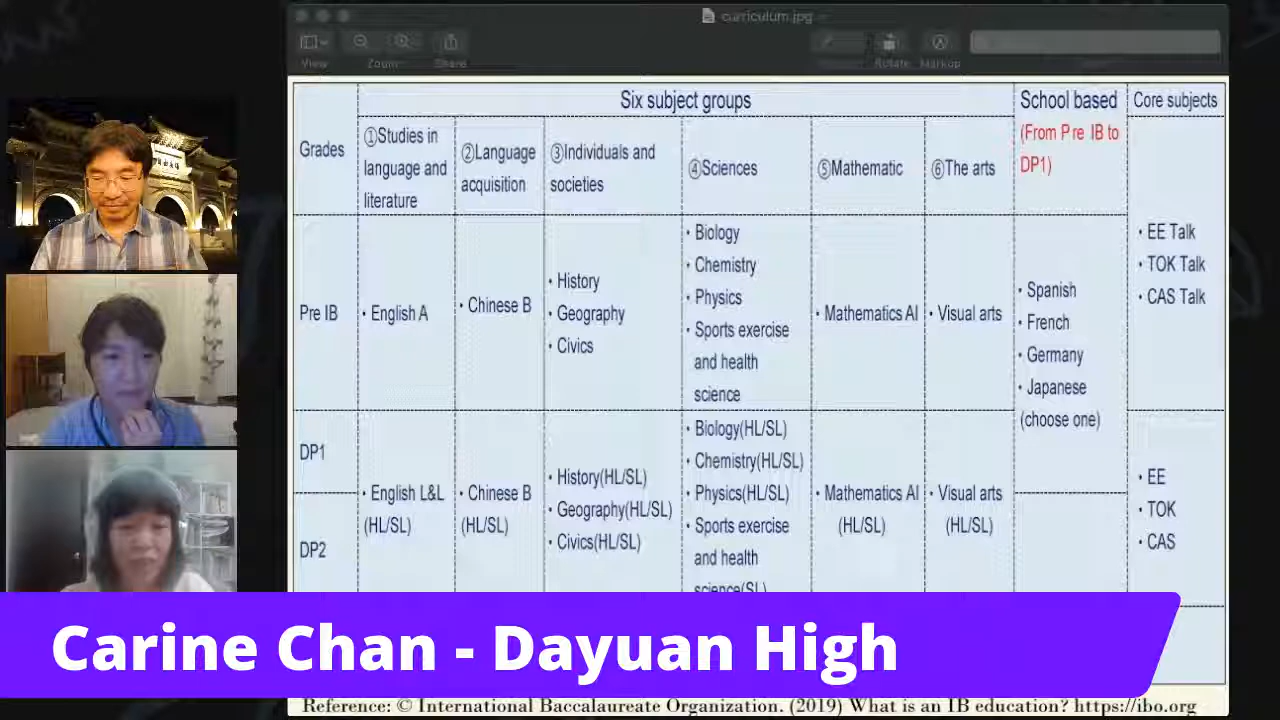 curriculum.jpg
View
Zoom
Share
Rotate
Markup
Six subject groups
School based
Core subjects
Grades
①Studies in
language and
literature
②Language
acquisition
③Individuals and
societies
④Sciences
⑤Mathematic
⑥The arts
(From Pre IB to
DP1)
Pre IB
• English A
• Chinese B
• History
• Geography
• Civics
• Biology
• Chemistry
• Physics
• Sports exercise
and health
science
• Mathematics AI
• Visual arts
• Spanish
• French
• Germany
• Japanese
(choose one)
• EE Talk
• TOK Talk
• CAS Talk
DP1
DP2
• English L&L
(HL/SL)
• Chinese B
(HL/SL)
• History(HL/SL)
• Geography(HL/SL)
• Civics(HL/SL)
• Biology(HL/SL)
• Chemistry(HL/SL)
• Physics(HL/SL)
• Sports exercise
and health
science(SL)
• Mathematics AI
(HL/SL)
• Visual arts
(HL/SL)
• EE
• TOK
• CAS
Carine Chan - Dayuan High
Reference: © International Baccalaureate Organization. (2019) What is an IB education? https://ibo.org